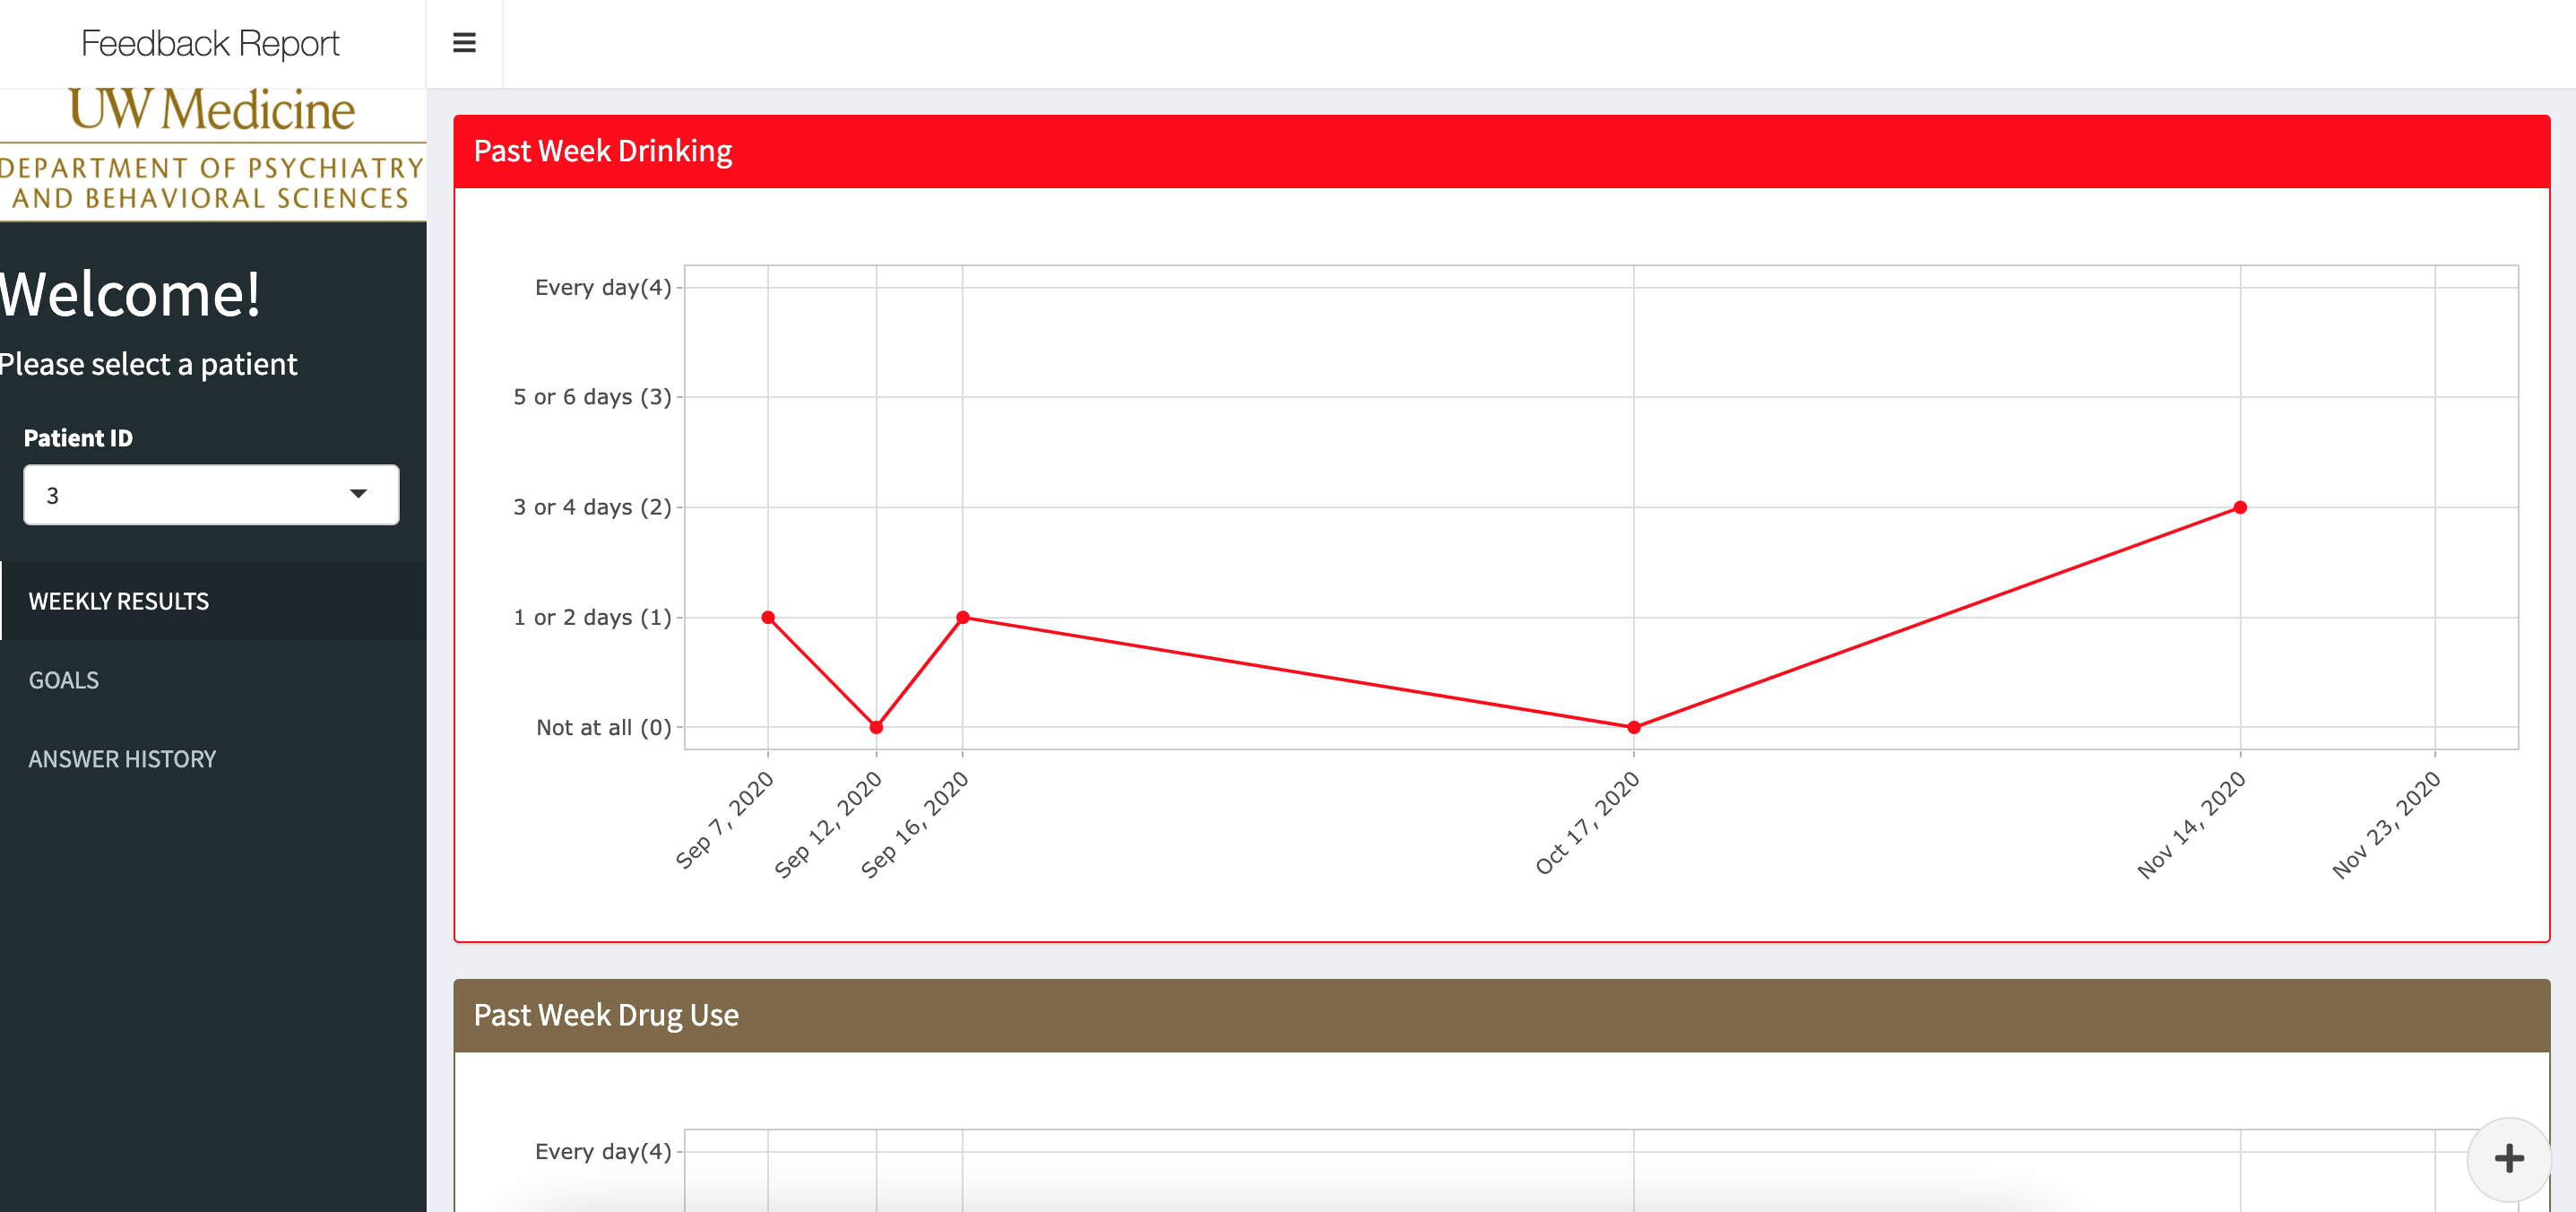 Feedback Report
UW Medicine
DEPARTMENT OF PSYCHIATRY
AND BEHAVIORAL SCIENCES
Welcome!
Please select a patient
Patient ID
3
WEEKLY RESULTS
GOALS
ANSWER HISTORY
Past Week Drinking
Every day(4)
5 or 6 days (3)
3 or 4 days (2)
1 or 2 days (1)
Not at all (0)
Sep 7, 2020
Sep 12, 2020
Sep 16, 2020
Oct 17, 2020
Nov 14, 2020
Nov 23, 2020
Past Week Drug Use
Every day(4)